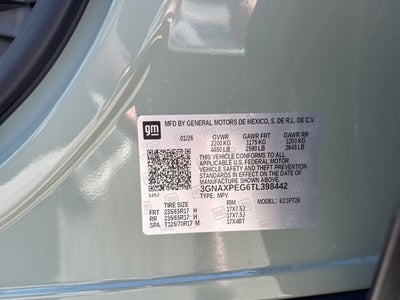 gm
MFD BY GENERAL MOTORS DE MEXICO, S. DE R.L. DE C.V.
01/26 GVWR GAWR FRT GAWR RR
2200 KG 1175 KG 1200 KG
4850 LB 2590 LB 2645 LB
THIS VEHICLE CONFORMS TO ALL
APPLICABLE U.S. FEDERAL MOTOR
VEHICLE SAFETY AND THEFT PREVENTION
STANDARDS IN EFFECT ON THE DATE OF
MANUFACTURE SHOWN ABOVE.
3GNAXPEG6TL398442
TYPE: MPV MODEL: 621PT26
TIRE SIZE RIM
FRT 235/65R17 H 17X7.5J
RR 235/65R17 H 17X7.5J
SPA T125/70R17 M 17X4BT